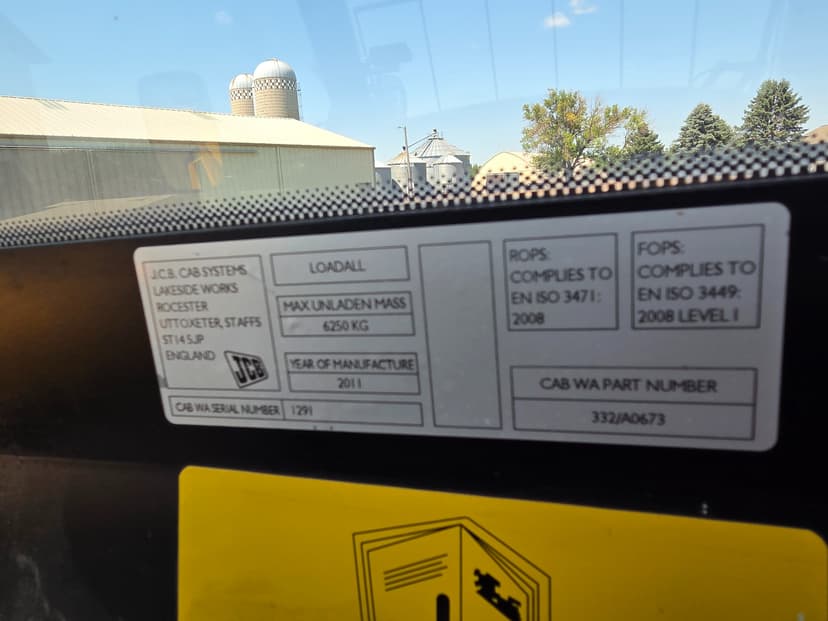 J.C.B. CAB SYSTEMS
LAKESIDE WORKS
ROCESTER
UTTOXETER, STAFFS
ST14 5JP
ENGLAND
JCB
CAB WA SERIAL NUMBER 1291
LOADALL
MAX UNLADEN MASS
6250 KG
YEAR OF MANUFACTURE
2011
ROPS:
COMPLIES TO
EN ISO 3471:
2008
FOPS:
COMPLIES TO
EN ISO 3449:
2008 LEVEL I
CAB WA PART NUMBER
332/A0673